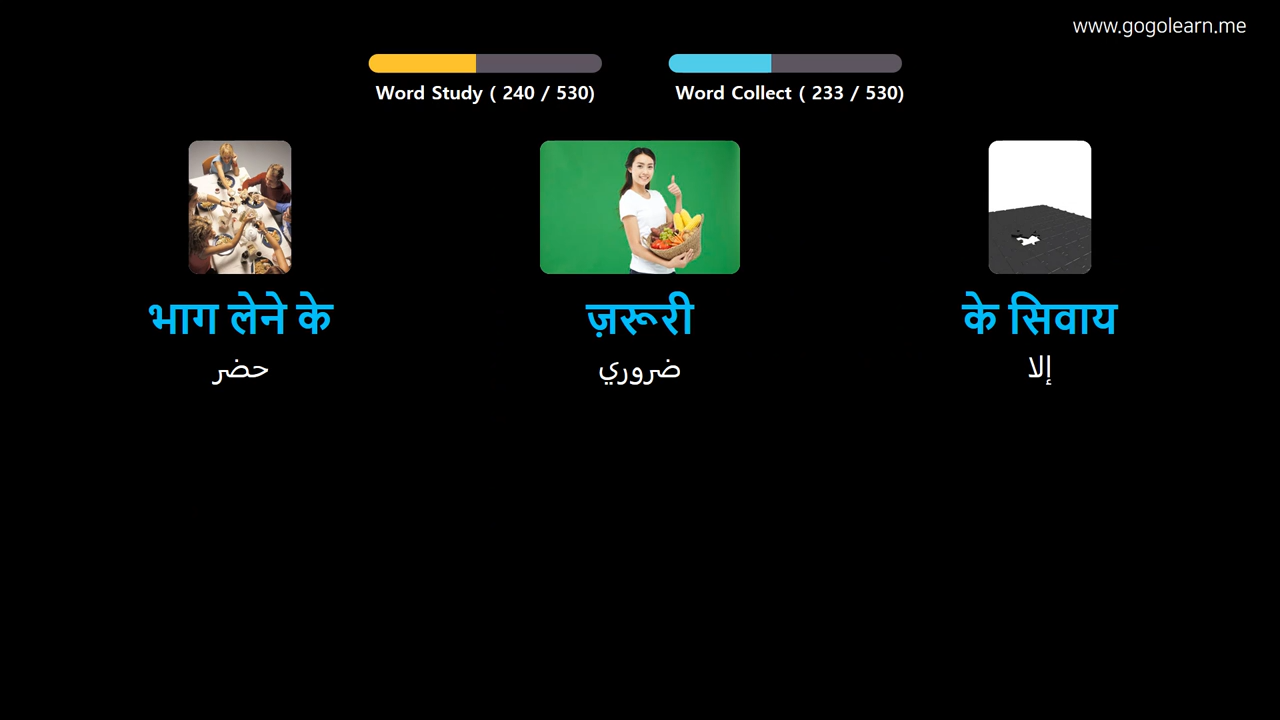 www.gogolearn.me
Word Study ( 240 / 530)
Word Collect ( 233 / 530)
भाग लेने के
ज़रूरी
के सिवाय
حضر
ضروري
إلا